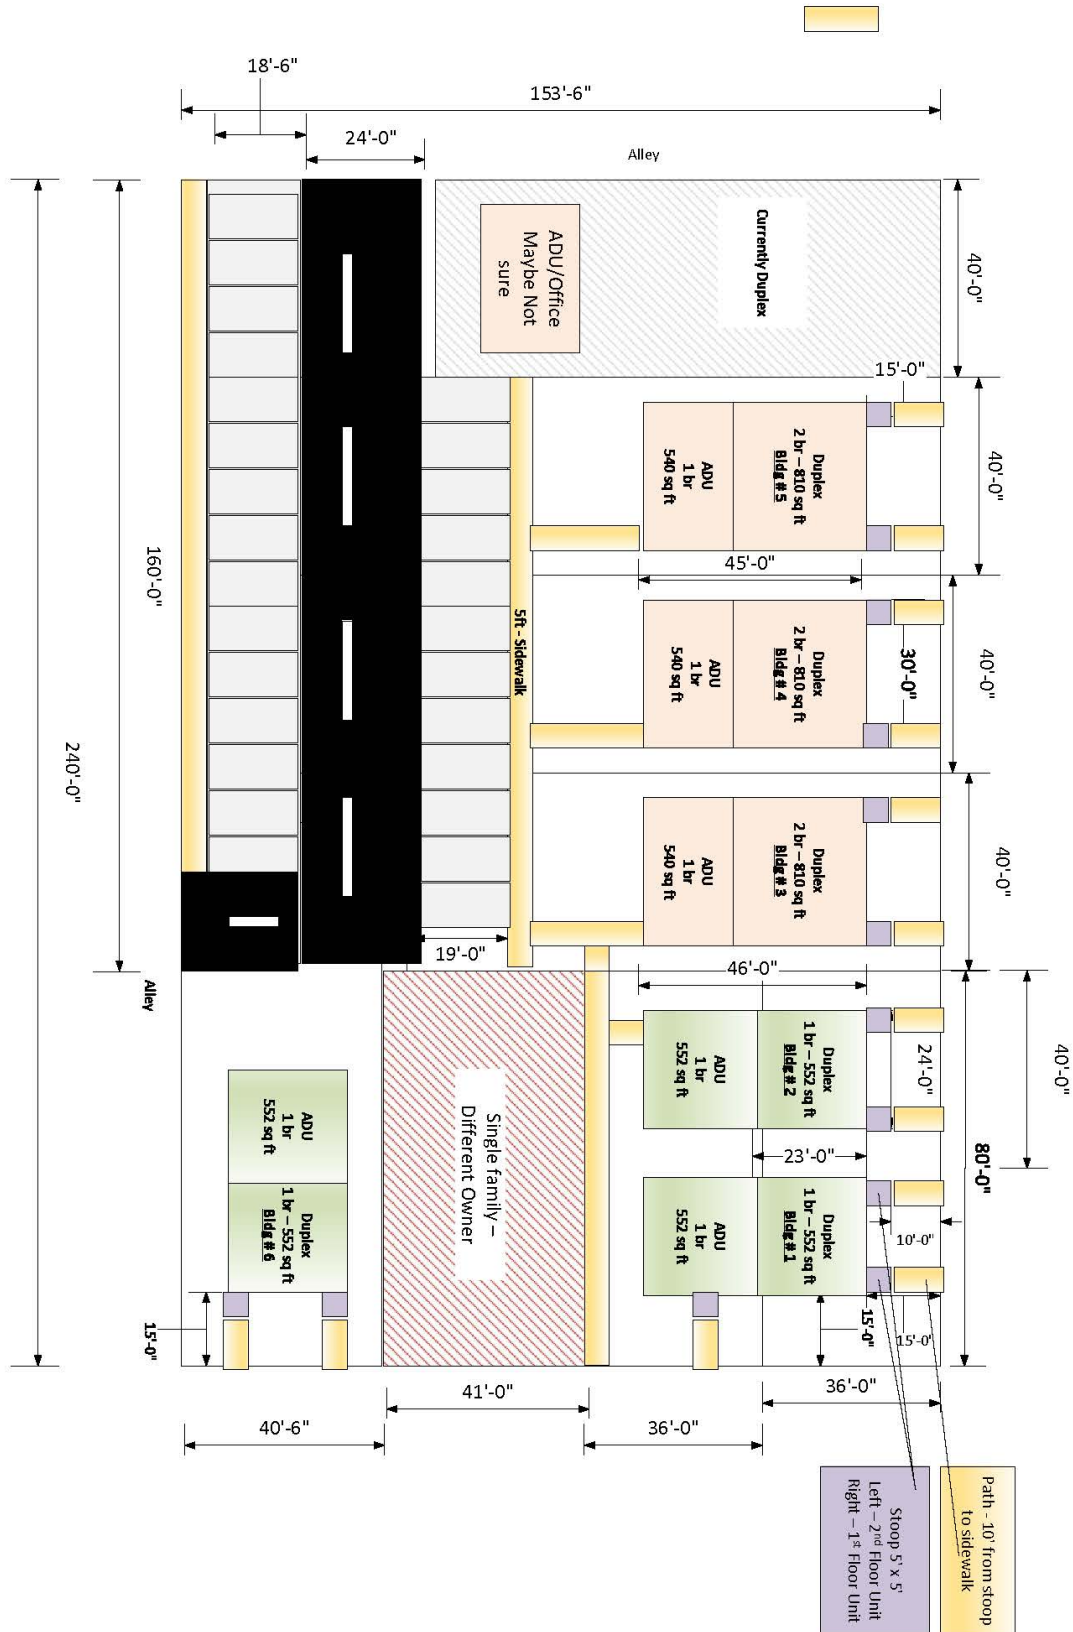 18'-6"
153'-6"
24'-0"
Alley
40'-0"
Currently Duplex
ADU/Office
Maybe Not
sure
15'-0"
40'-0"
Duplex
2 br – 810 sq ft
Bldg # 5
ADU
1 br
540 sq ft
45'-0"
160'-0"
5ft - Sidewalk
Duplex
2 br – 810 sq ft
Bldg # 4
ADU
1 br
540 sq ft
30'-0"
40'-0"
240'-0"
Duplex
2 br – 810 sq ft
Bldg # 3
ADU
1 br
540 sq ft
40'-0"
19'-0"
46'-0"
Alley
Duplex
1 br – 552 sq ft
Bldg # 2
ADU
1 br
552 sq ft
24'-0"
40'-0"
80'-0"
23'-0"
Single family –
Different Owner
ADU
1 br
552 sq ft
Duplex
1 br – 552 sq ft
Bldg # 6
Duplex
1 br – 552 sq ft
Bldg # 1
ADU
1 br
552 sq ft
10'-0"
15'-0"
15'-0"
15'-0"
41'-0"
36'-0"
40'-6"
36'-0"
Path - 10' from stoop
to sidewalk
Stoop 5' x 5'
Left – 2nd Floor Unit
Right – 1st Floor Unit